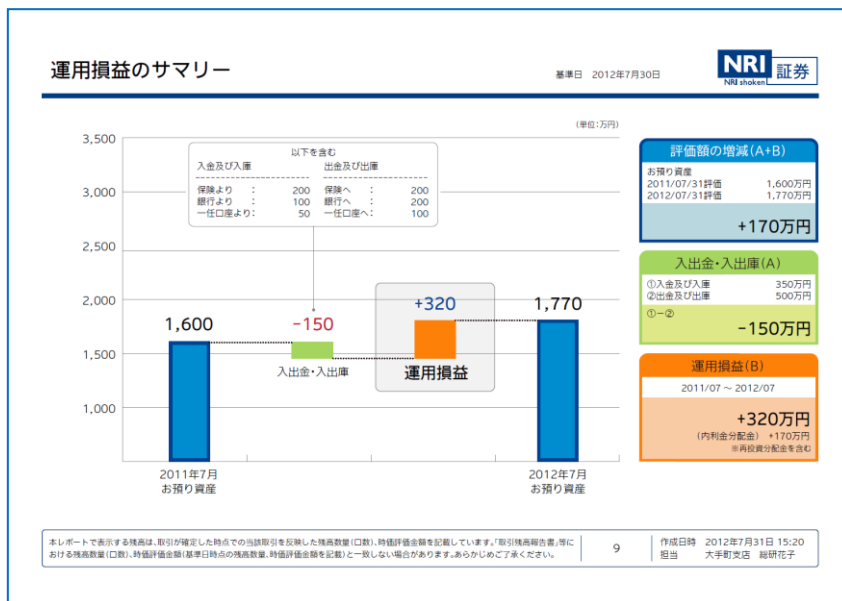 運用損益のサマリー
基準日 2012年7月30日
NRI 証券
NRI shoken
(単位:万円)
3,500
3,000
2,500
2,000
1,500
1,000
以下を含む
入金及び入庫 出金及び出庫
保険より : 200 保険へ : 200
銀行より : 100 銀行へ : 200
一任口座より: 50 一任口座へ: 100
1,600
-150
+320
1,770
入出金・入出庫
運用損益
2011年7月
お預り資産
2012年7月
お預り資産
評価額の増減(A+B)
お預り資産
2011/07/31評価 1,600万円
2012/07/31評価 1,770万円
+170万円
入出金・入出庫(A)
①入金及び入庫 350万円
②出金及び出庫 500万円
①-②
-150万円
運用損益(B)
2011/07 ~ 2012/07
+320万円
(内利金分配金) +170万円
※再投資分配金を含む
本レポートで表示する残高は、取引が確定した時点での当該取引を反映した残高数量(口数)、時価評価金額を記載しています。「取引残高報告書」等に
おける残高数量(口数)、時価評価金額(基準日時点の残高数量、時価評価金額を記載)と一致しない場合があります。あらかじめご了承ください。
9
作成日時 2012年7月31日 15:20
担当 大手町支店 総研花子